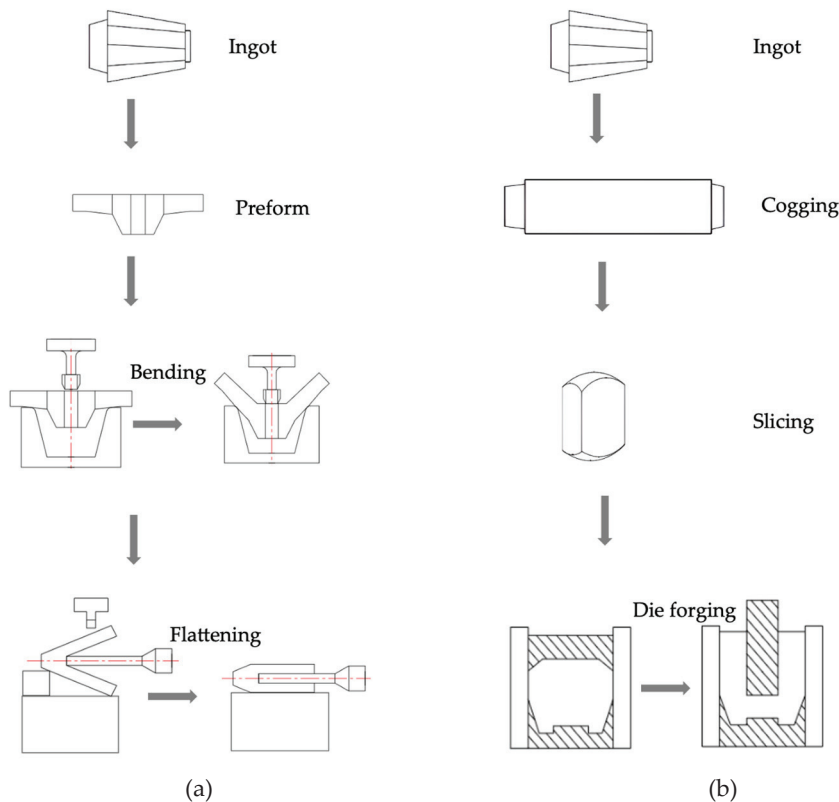 Ingot
Preform
Bending
Flattening
(a)
Ingot
Cogging
Slicing
Die forging
(b)